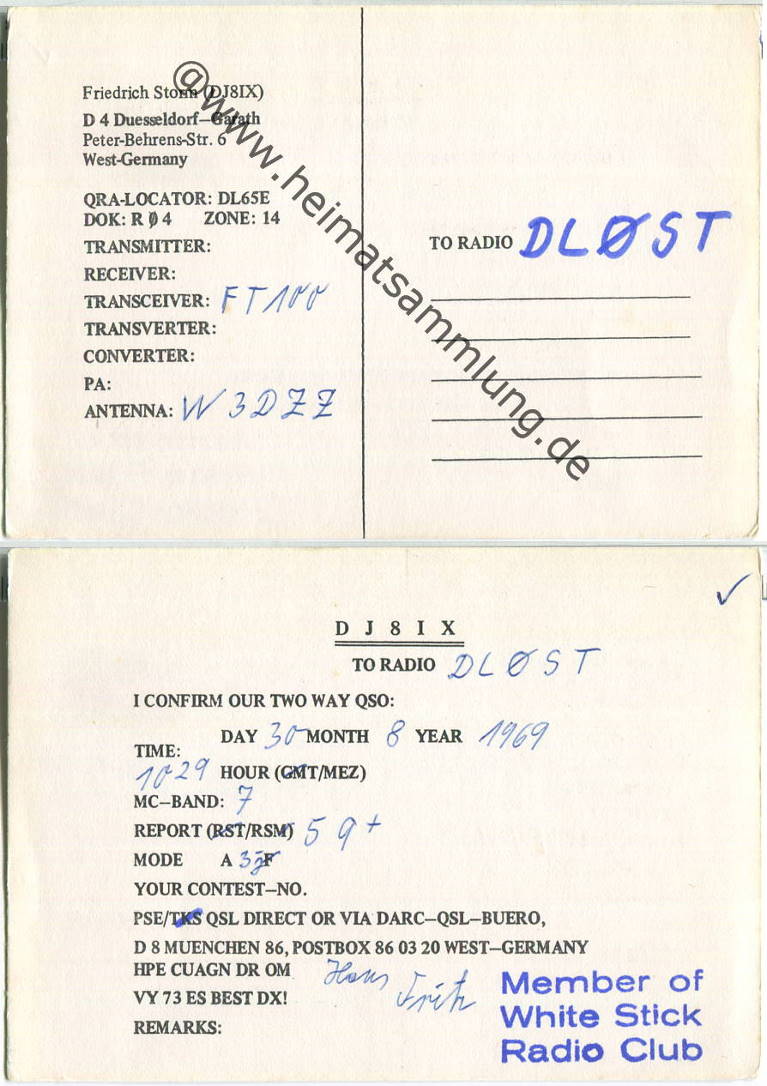 Friedrich Storm (DJ8IX)
D 4 Duesseldorf–Garath
Peter-Behrens-Str. 6
West-Germany
QRA-LOCATOR: DL65E
DOK: R Ø 4 ZONE: 14
TRANSMITTER:
RECEIVER:
TRANSCEIVER: FT100
TRANSVERTER:
CONVERTER:
PA:
ANTENNA: W3DZZ
TO RADIO DLØST
@www.heimatsammlung.de
DJ8IX
TO RADIO DLØST
I CONFIRM OUR TWO WAY QSO:
DAY 30 MONTH 8 YEAR 1969
TIME:
1029 HOUR (GMT/MEZ)
MC–BAND: 7
REPORT (RST/RSM) 59+
MODE A 3j F
YOUR CONTEST–NO.
PSE/TKS QSL DIRECT OR VIA DARC–QSL–BUERO,
D 8 MUENCHEN 86, POSTBOX 86 03 20 WEST–GERMANY
HPE CUAGN DR OM Hans
VY 73 ES BEST DX! Fritz
REMARKS:
Member of
White Stick
Radio Club